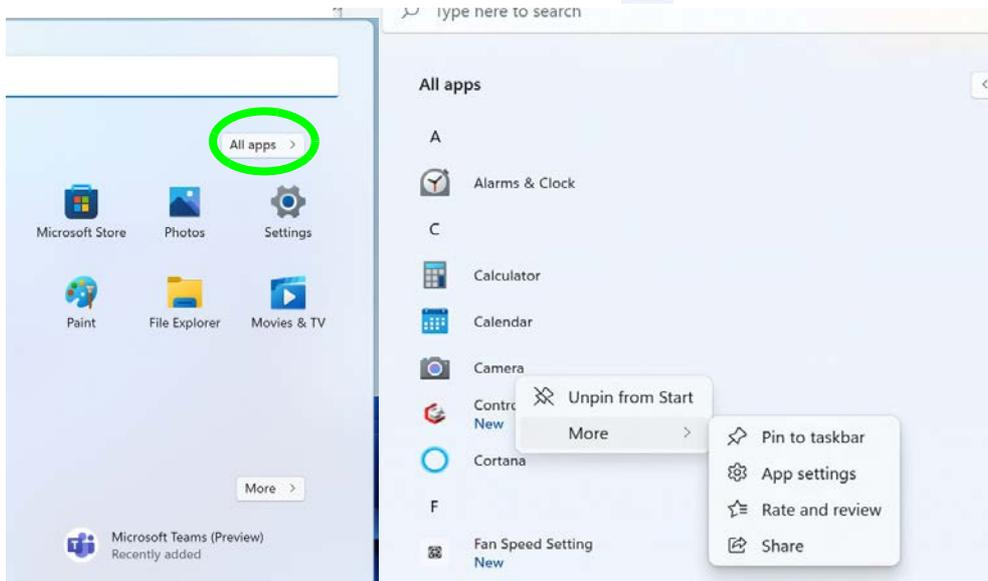 All apps >
Microsoft Store
Photos
Settings
Paint
File Explorer
Movies & TV
More >
Microsoft Teams (Preview)
Recently added
Type here to search
All apps
A
Alarms & Clock
C
Calculator
Calendar
Camera
New
Cortana
F
Fan Speed Setting
New
Unpin from Start
More >
Pin to taskbar
App settings
Rate and review
Share